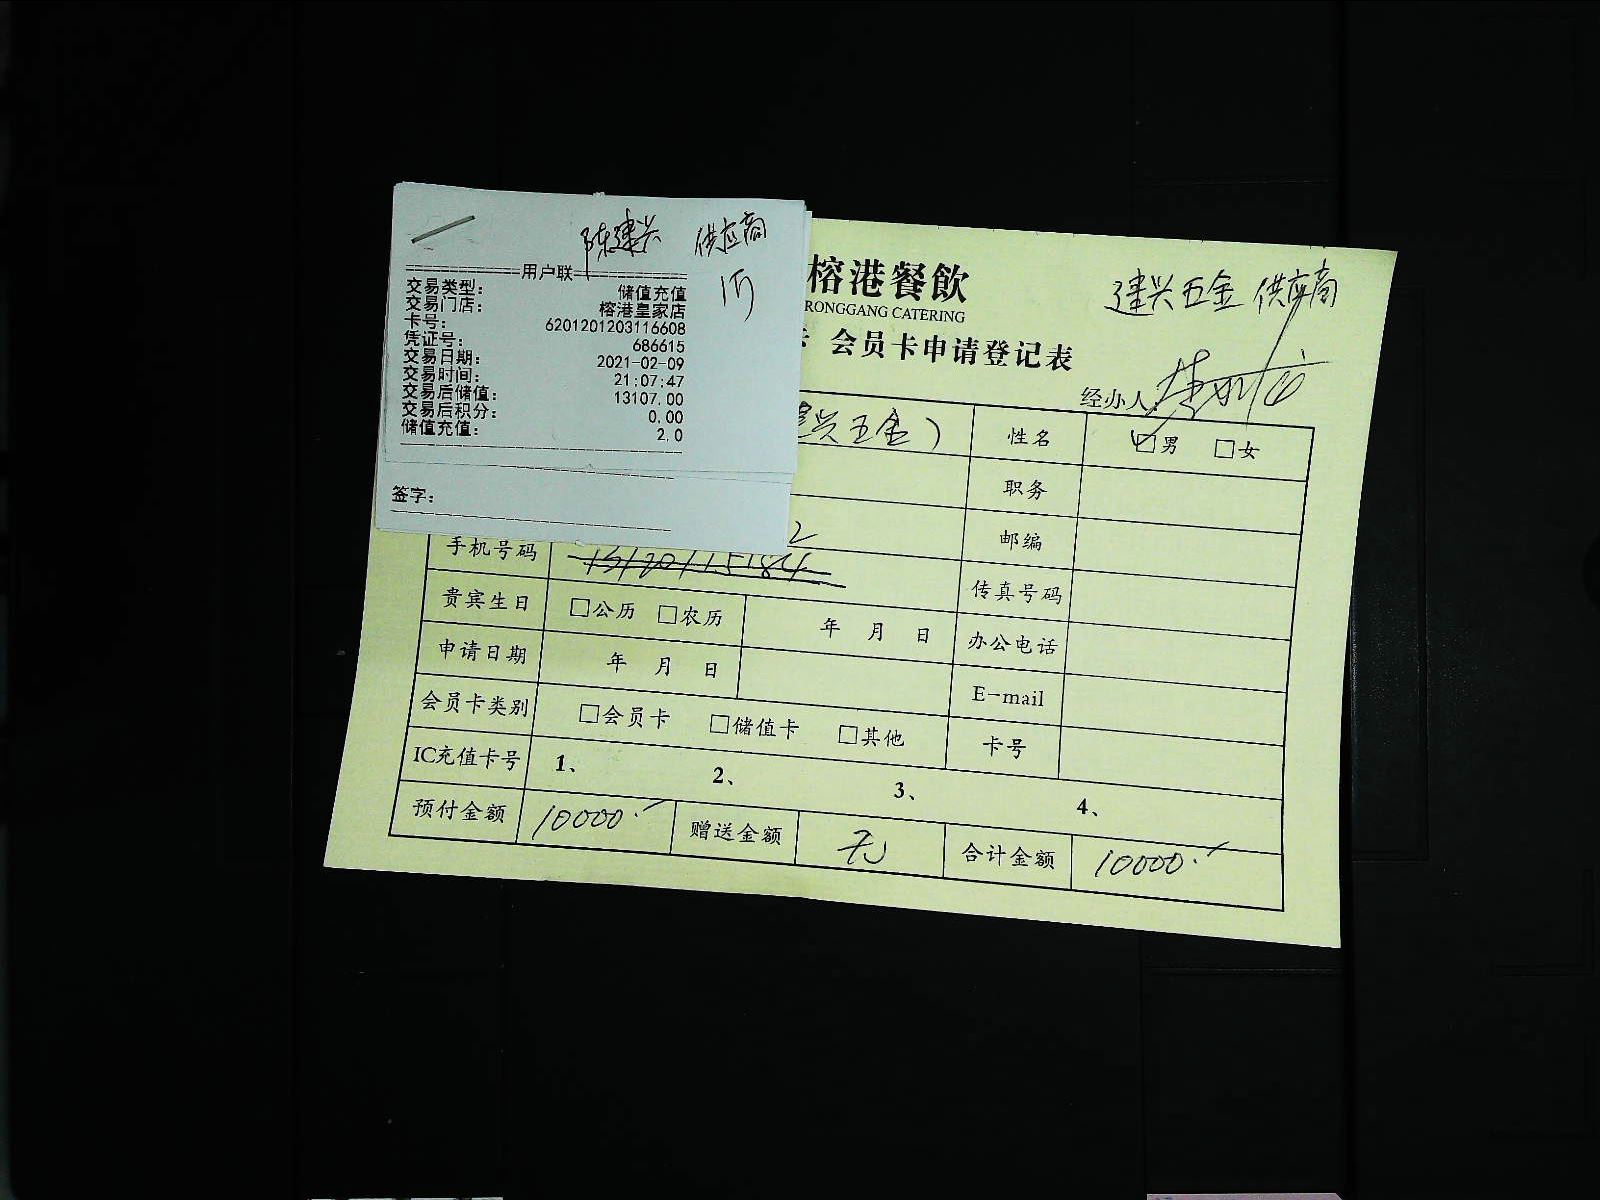 陈建兴 供应商
1万
用户联
交易类型: 储值充值
交易门店: 榕港皇家店
卡号: 6201201203116608
凭证号: 686615
交易日期: 2021-02-09
交易时间: 21:07:47
交易后储值: 13107.00
交易后积分: 0.00
储值充值: 2.0
签字:
榕港餐飲
RONGGANG CATERING
建兴五金 供应商
会员卡申请登记表
经办人:
兴五金) 性名 ☑男 □女
职务
2 邮编
手机号码 13120115184 传真号码
贵宾生日 □公历 □农历 年 月 日 办公电话
申请日期 年 月 日 E-mail
会员卡类别 □会员卡 □储值卡 □其他 卡号
IC充值卡号 1、 2、 3、 4、
预付金额 10000.- 赠送金额 无 合计金额 10000.-